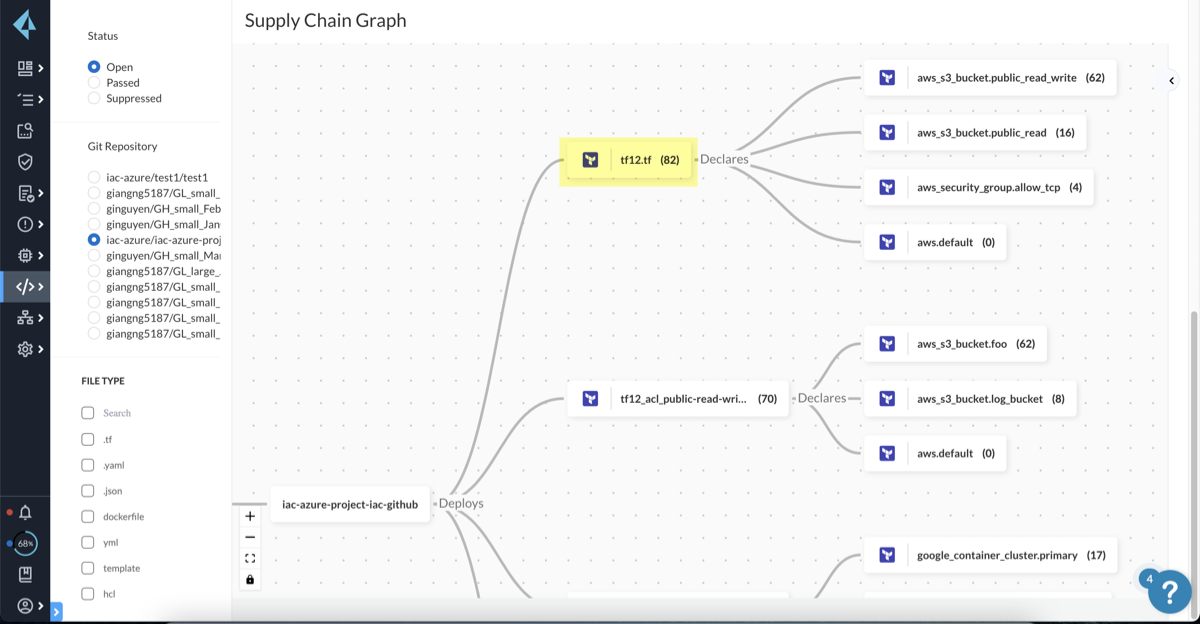 Supply Chain Graph
Status
Open
Passed
Suppressed
Git Repository
iac-azure/test1/test1
giangng5187/GL_small_
ginguyen/GH_small_Feb
ginguyen/GH_small_Jan
iac-azure/iac-azure-proj
ginguyen/GH_small_Mar
giangng5187/GL_large_
giangng5187/GL_small_
giangng5187/GL_small_
giangng5187/GL_small_
giangng5187/GL_small_
FILE TYPE
Search
.tf
.yaml
.json
dockerfile
yml
template
hcl
68%
iac-azure-project-iac-github
Deploys
tf12.tf (82)
Declares
aws_s3_bucket.public_read_write (62)
aws_s3_bucket.public_read (16)
aws_security_group.allow_tcp (4)
aws.default (0)
tf12_acl_public-read-wri... (70)
Declares
aws_s3_bucket.foo (62)
aws_s3_bucket.log_bucket (8)
aws.default (0)
google_container_cluster.primary (17)
4
?